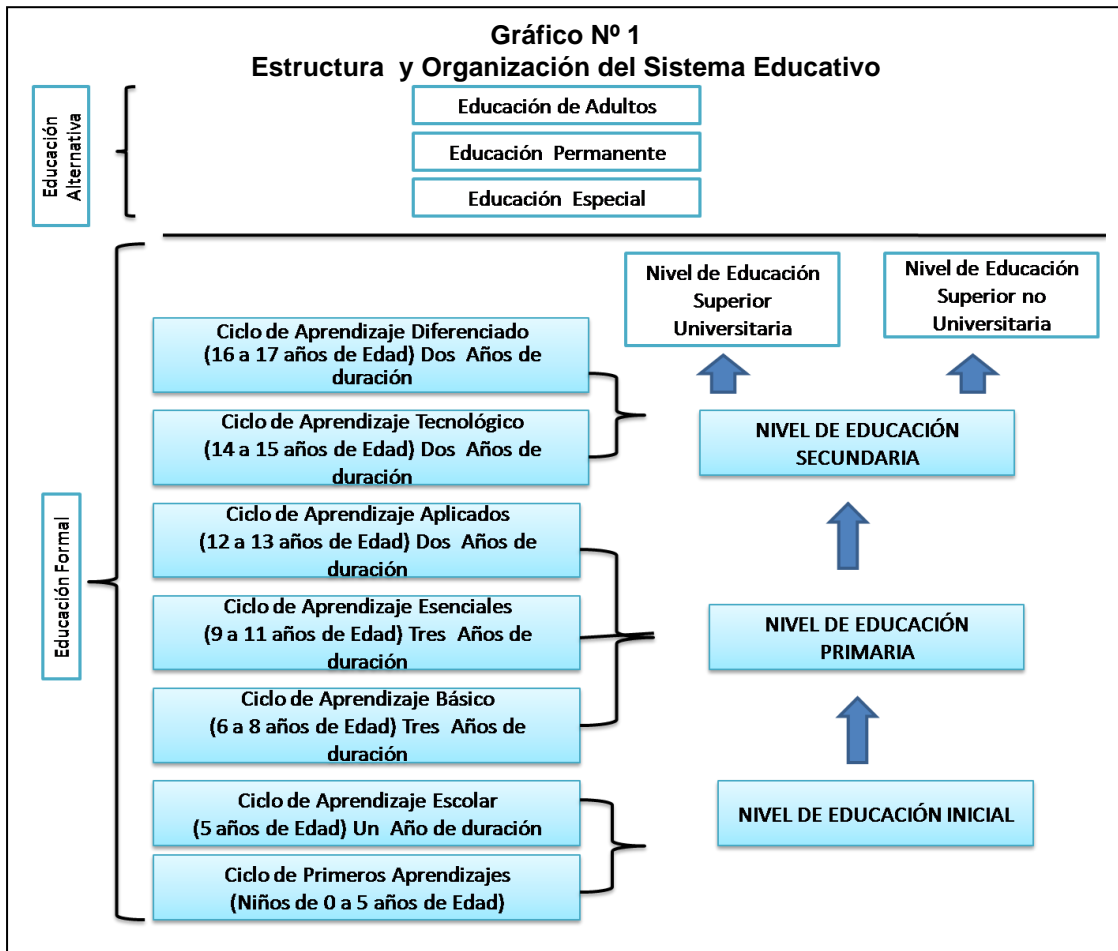 Gráfico Nº 1
Estructura y Organización del Sistema Educativo
Educación
Alternativa
Educación de Adultos
Educación Permanente
Educación Especial
Educación Formal
Nivel de Educación
Superior
Universitaria
Nivel de Educación
Superior no
Universitaria
Ciclo de Aprendizaje Diferenciado
(16 a 17 años de Edad) Dos Años de
duración
Ciclo de Aprendizaje Tecnológico
(14 a 15 años de Edad) Dos Años de
duración
NIVEL DE EDUCACIÓN
SECUNDARIA
Ciclo de Aprendizaje Aplicados
(12 a 13 años de Edad) Dos Años de
duración
Ciclo de Aprendizaje Esenciales
(9 a 11 años de Edad) Tres Años de
duración
NIVEL DE EDUCACIÓN
PRIMARIA
Ciclo de Aprendizaje Básico
(6 a 8 años de Edad) Tres Años de
duración
Ciclo de Aprendizaje Escolar
(5 años de Edad) Un Año de duración
NIVEL DE EDUCACIÓN INICIAL
Ciclo de Primeros Aprendizajes
(Niños de 0 a 5 años de Edad)